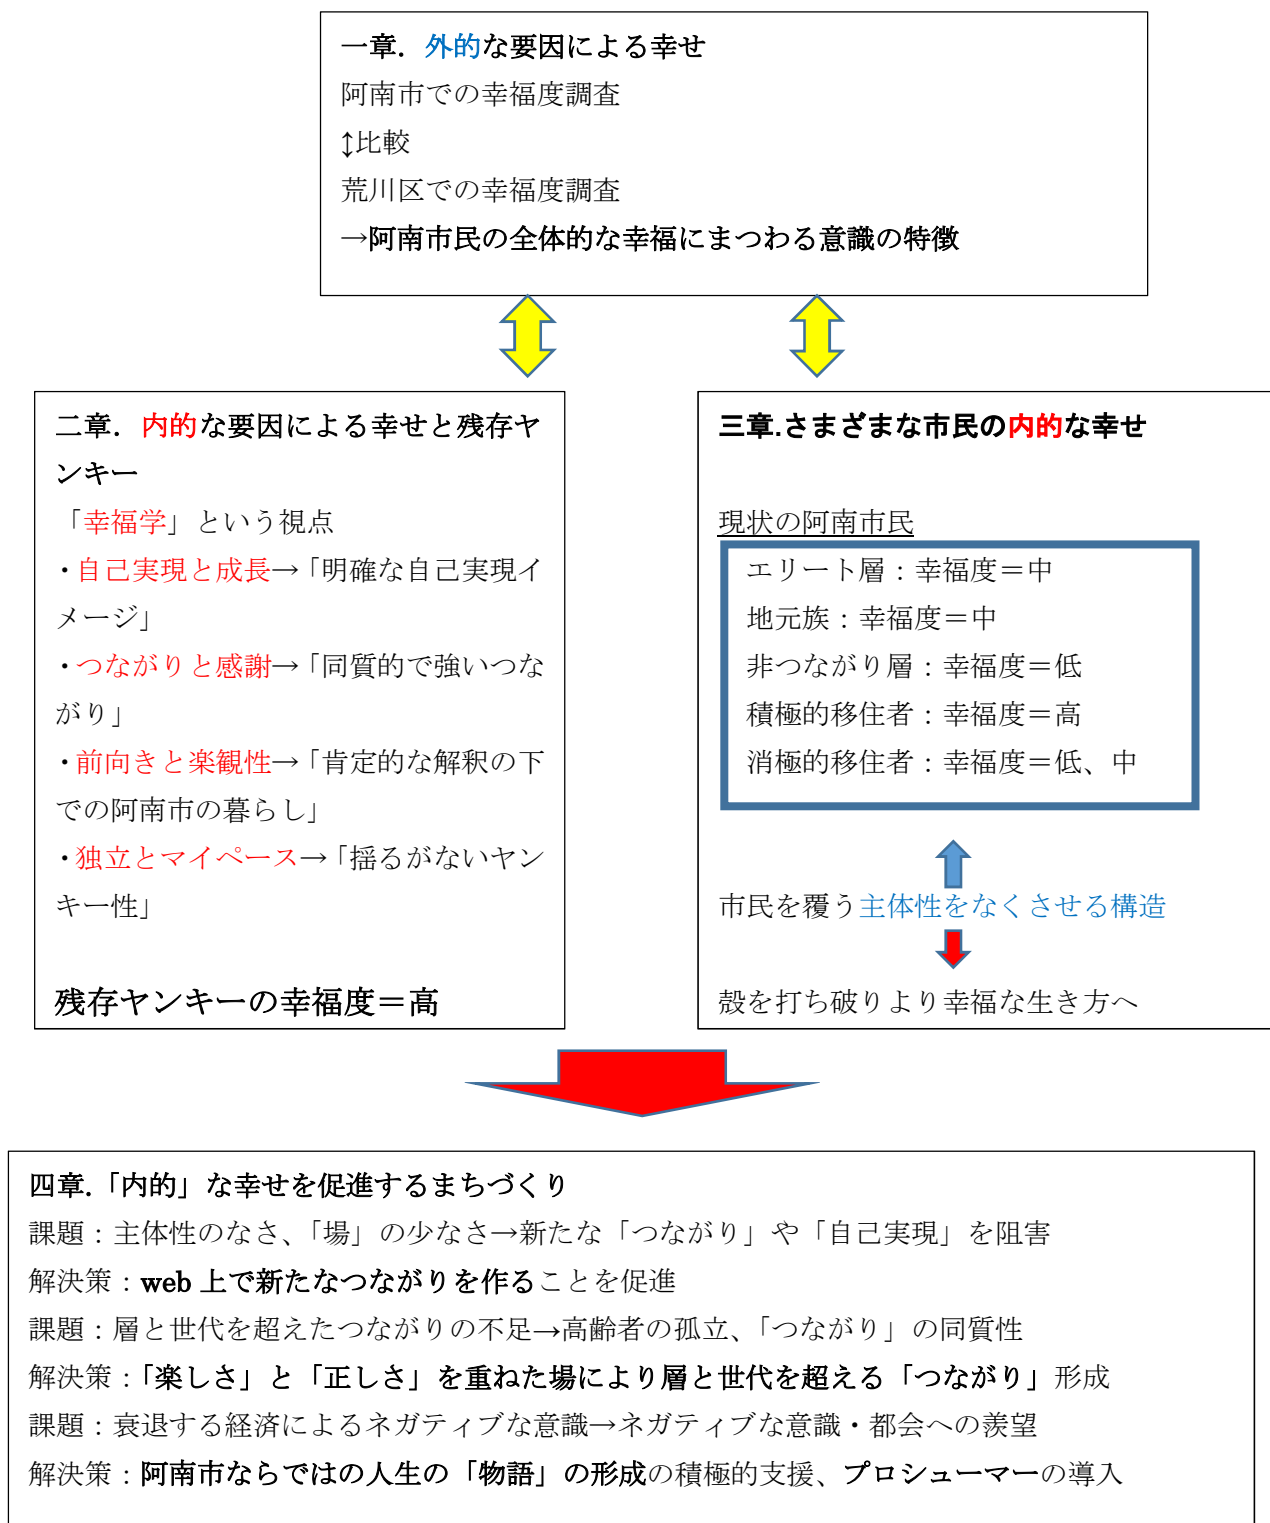 一章．外的な要因による幸せ
阿南市での幸福度調査
↕比較
荒川区での幸福度調査
→阿南市民の全体的な幸福にまつわる意識の特徴
二章．内的な要因による幸せと残存ヤ
ンキー
「幸福学」という視点
・自己実現と成長→「明確な自己実現イ
メージ」
・つながりと感謝→「同質的で強いつな
がり」
・前向きと楽観性→「肯定的な解釈の下
での阿南市の暮らし」
・独立とマイペース→「揺るがないヤン
キー性」
残存ヤンキーの幸福度＝高
三章.さまざまな市民の内的な幸せ
現状の阿南市民
エリート層：幸福度＝中
地元族：幸福度＝中
非つながり層：幸福度＝低
積極的移住者：幸福度＝高
消極的移住者：幸福度＝低、中
市民を覆う主体性をなくさせる構造
殻を打ち破りより幸福な生き方へ
四章.「内的」な幸せを促進するまちづくり
課題：主体性のなさ、「場」の少なさ→新たな「つながり」や「自己実現」を阻害
解決策：web 上で新たなつながりを作ることを促進
課題：層と世代を超えたつながりの不足→高齢者の孤立、「つながり」の同質性
解決策：「楽しさ」と「正しさ」を重ねた場により層と世代を超える「つながり」形成
課題：衰退する経済によるネガティブな意識→ネガティブな意識・都会への羨望
解決策：阿南市ならではの人生の「物語」の形成の積極的支援、プロシューマーの導入